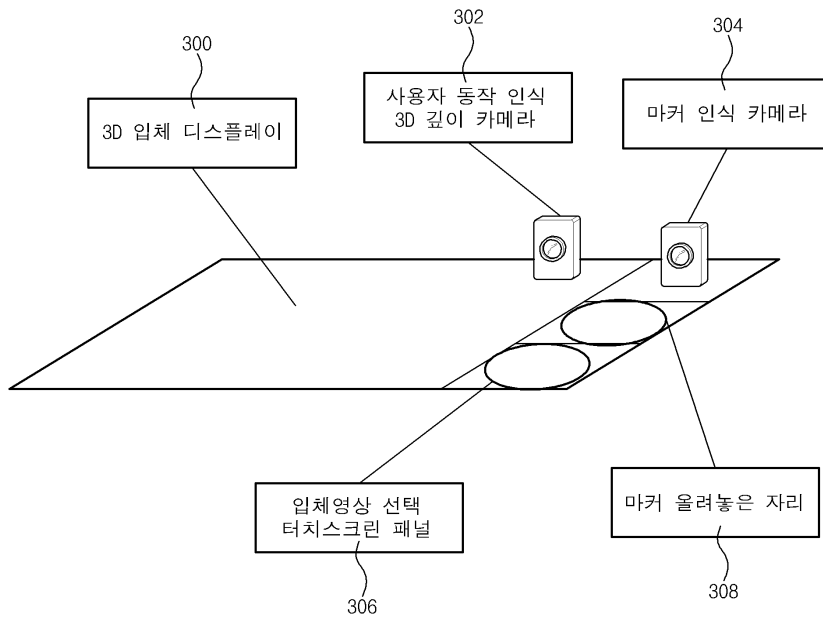 300
302
304
3D 입체 디스플레이
사용자 동작 인식
3D 깊이 카메라
마커 인식 카메라
입체영상 선택
터치스크린 패널
마커 올려놓은 자리
306
308